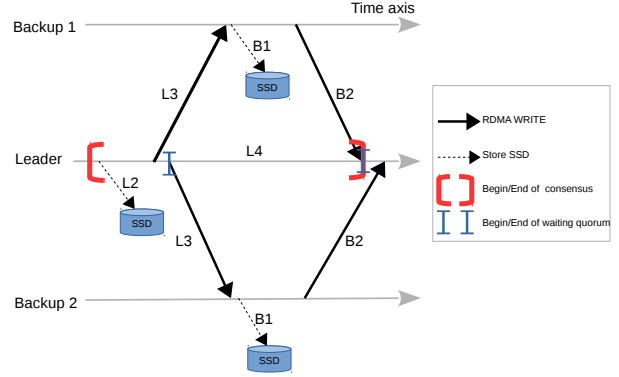 Time axis
Backup 1
B1
SSD
L3
B2
RDMA WRITE
Leader
L4
Store SSD
L2
Begin/End of consensus
SSD
Begin/End of waiting quorum
L3
B2
Backup 2
B1
SSD